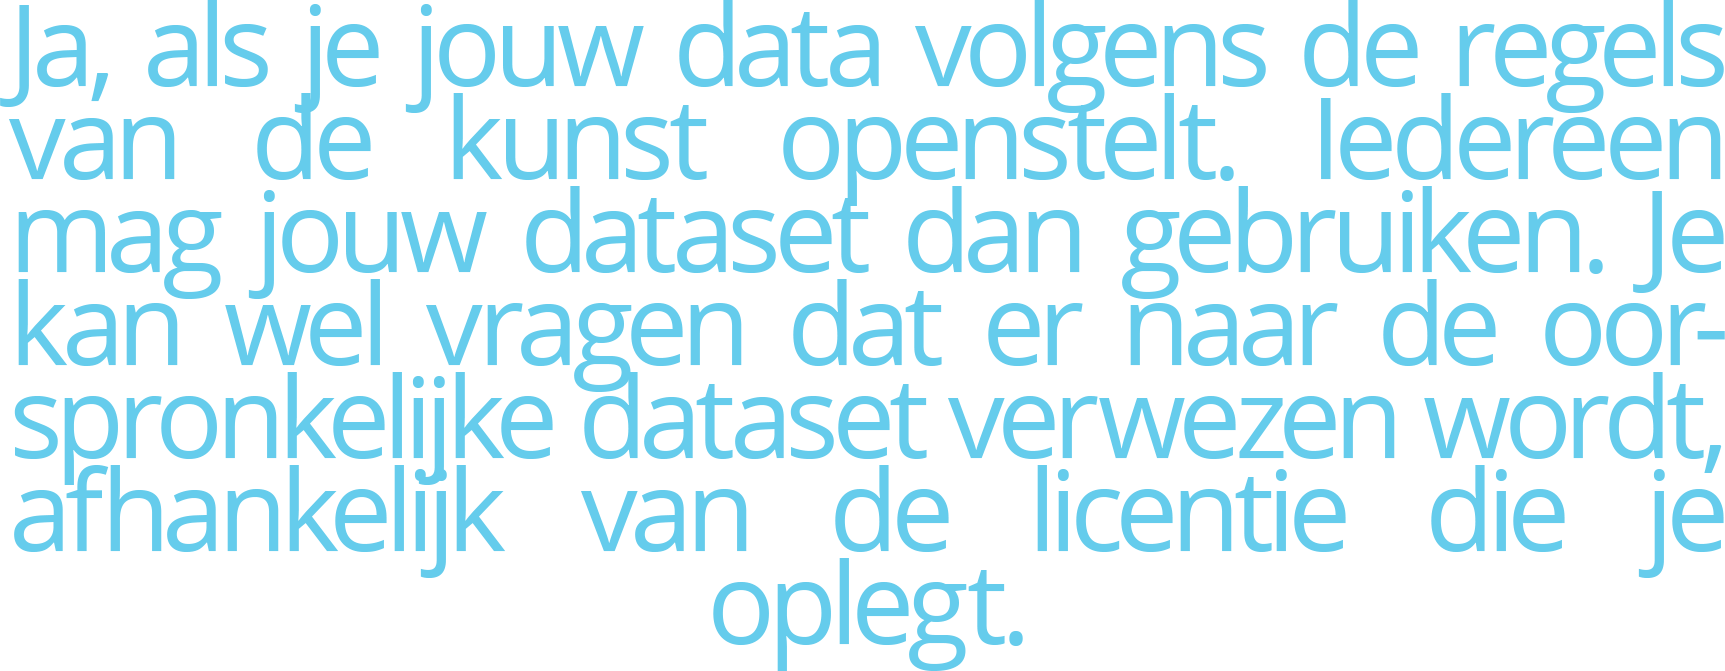 Ja, als je jouw data volgens de regels
van de kunst openstelt. Iedereen
mag jouw dataset dan gebruiken. Je
kan wel vragen dat er naar de oor-
spronkelijke dataset verwezen wordt,
afhankelijk van de licentie die je
oplegt.